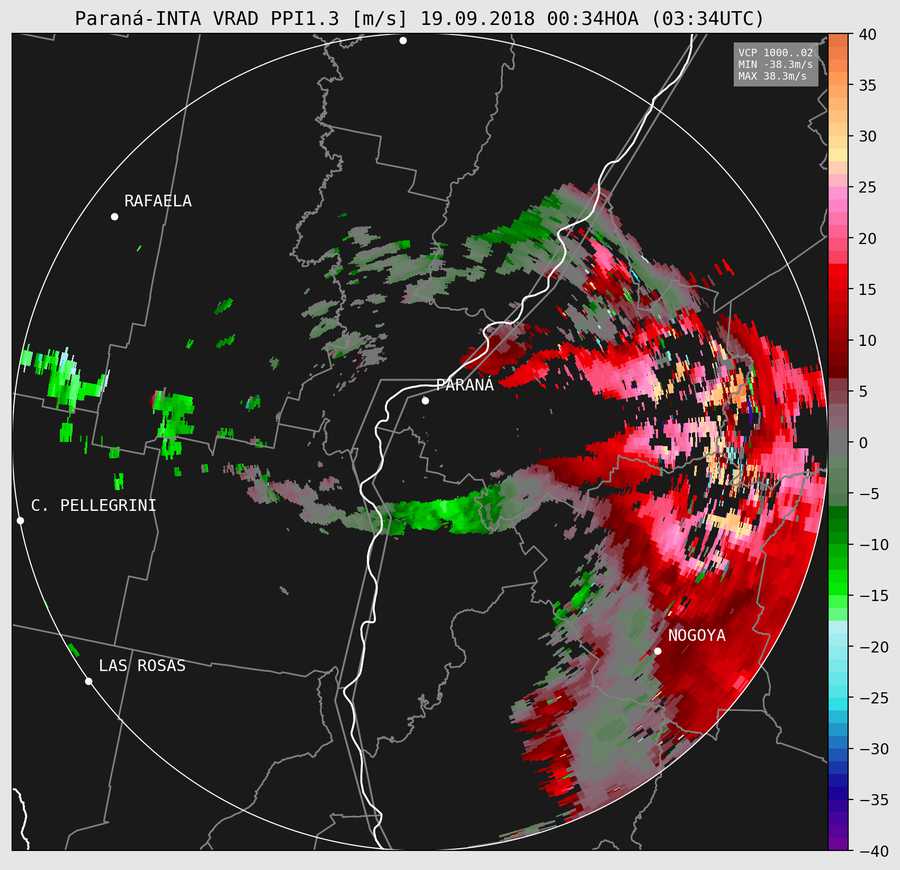 Paraná-INTA VRAD PPI1.3 [m/s] 19.09.2018 00:34HOA (03:34UTC)
VCP 1000..02
MIN -38.3m/s
MAX 38.3m/s
RAFAELA
PARANÁ
C. PELLEGRINI
NOGOYA
LAS ROSAS
40
35
30
25
20
15
10
5
0
−5
−10
−15
−20
−25
−30
−35
−40